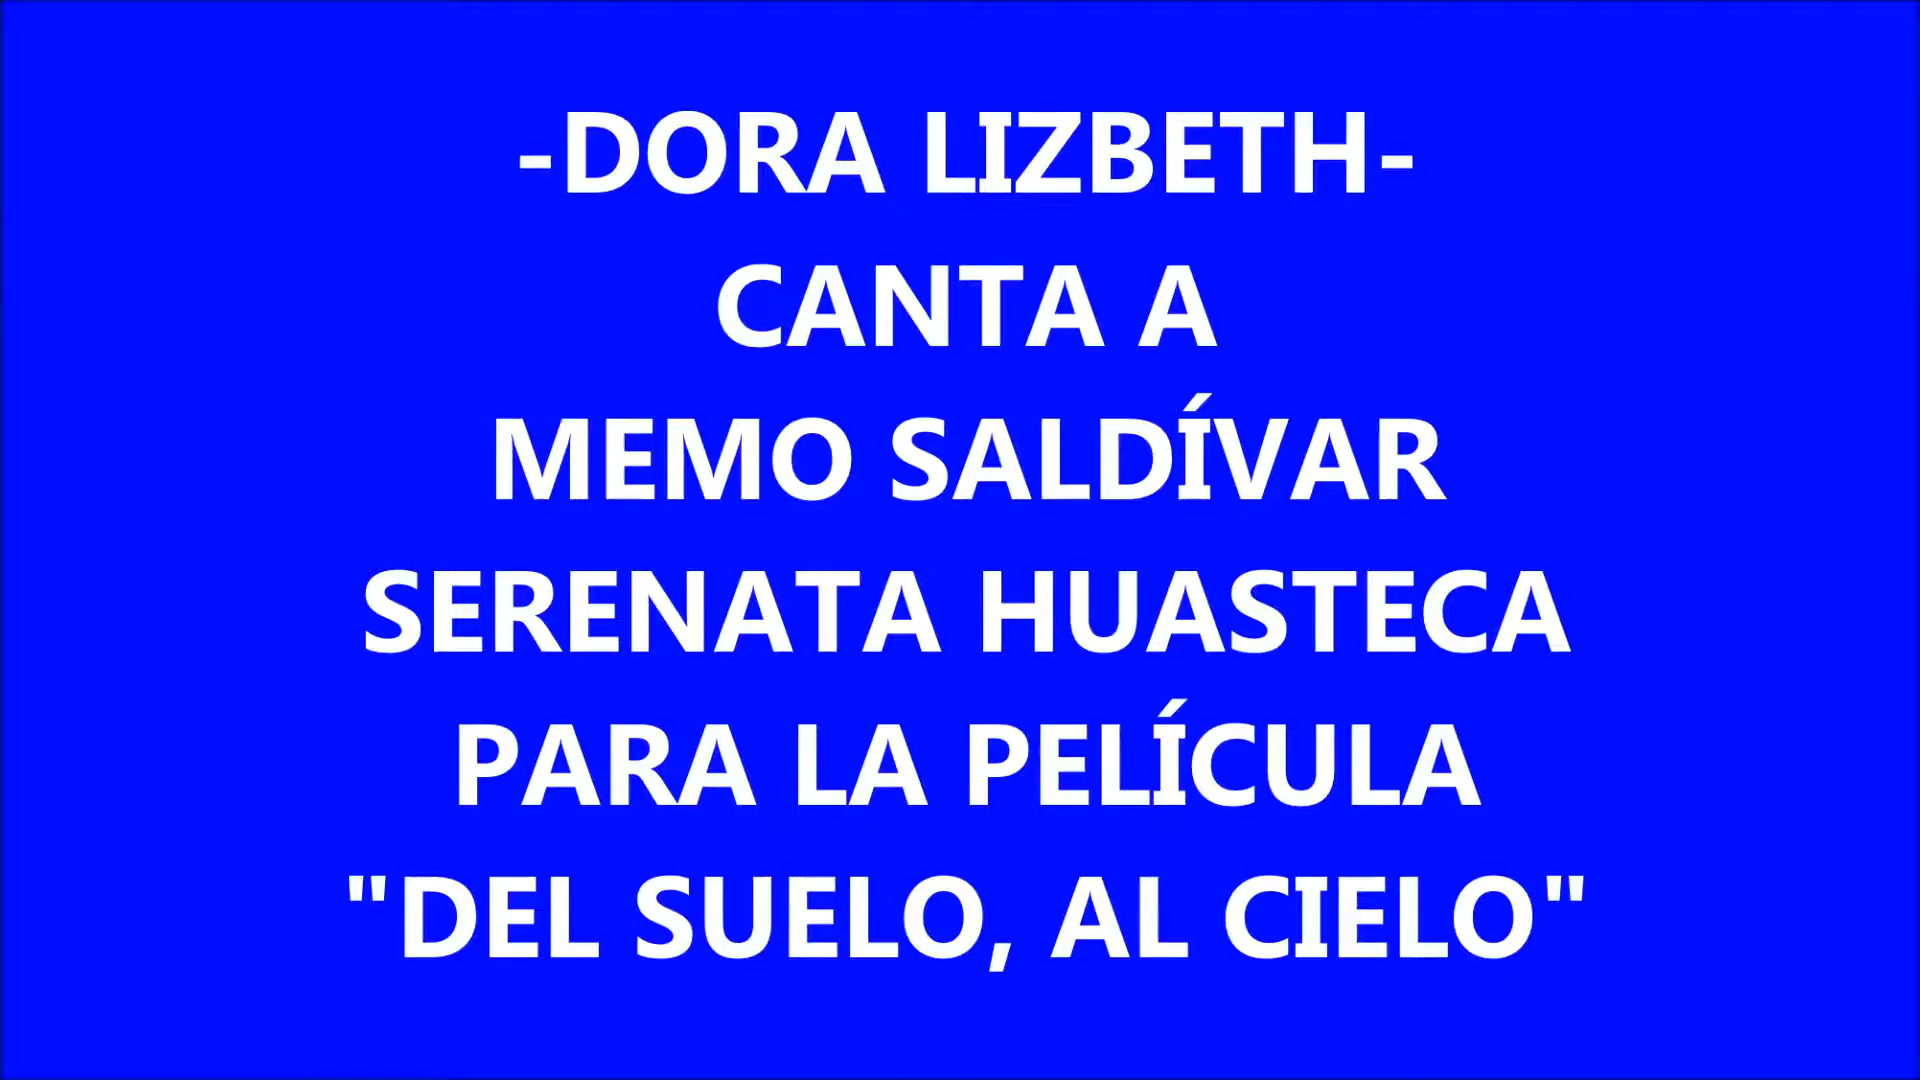 -DORA LIZBETH-
CANTA A
MEMO SALDÍVAR
SERENATA HUASTECA
PARA LA PELÍCULA
"DEL SUELO, AL CIELO"